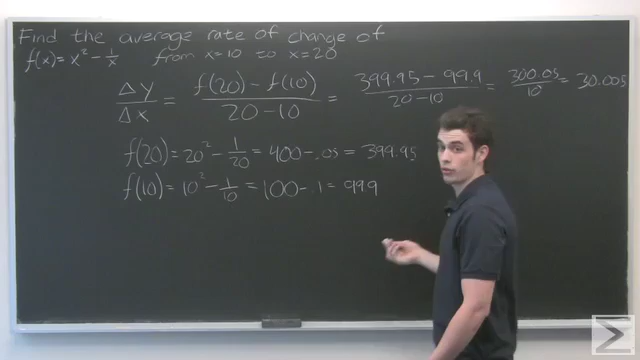 Find the average rate of change of
f(x) = x² - 1/x from x=10 to x=20
Δy/Δx = (f(20) - f(10))/(20 - 10) = (399.95 - 99.9)/(20 - 10) = 300.05/10 = 30.005
f(20) = 20² - 1/20 = 400 - .05 = 399.95
f(10) = 10² - 1/10 = 100 - .1 = 99.9
Σ